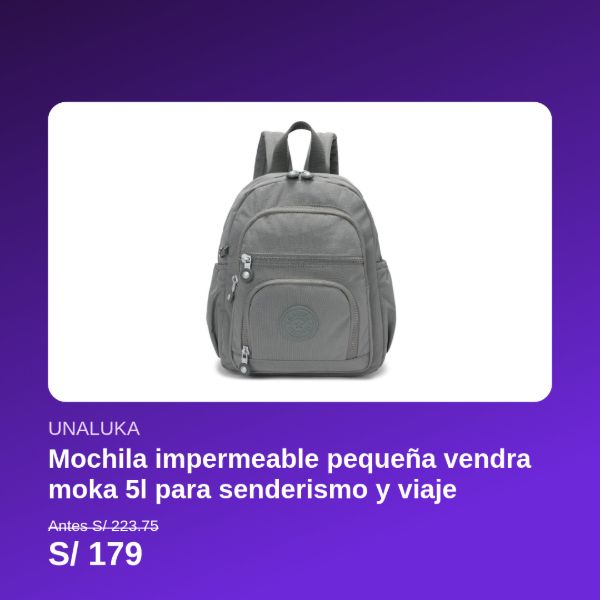 UNALUKA
Mochila impermeable pequeña vendra
moka 5l para senderismo y viaje
Antes S/ 223.75
S/ 179